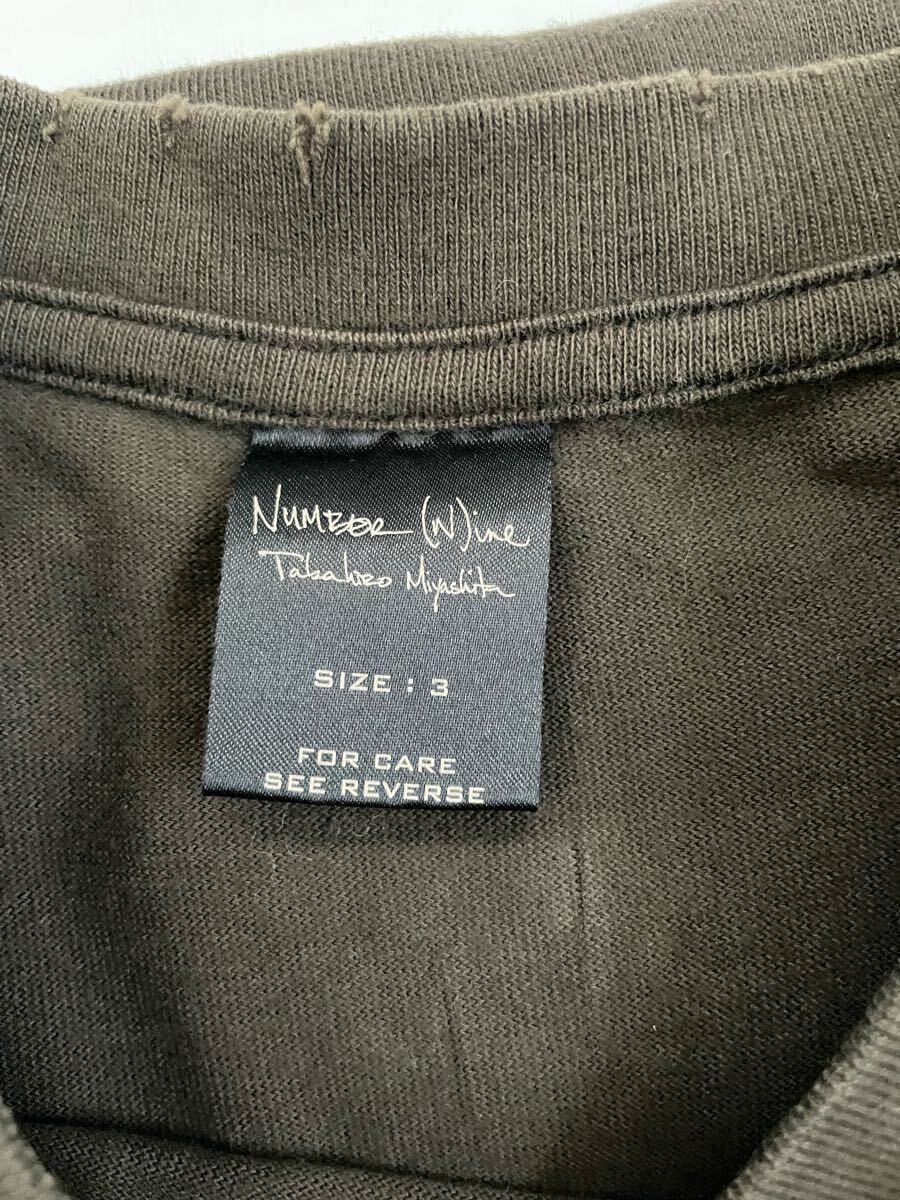 NUMBER (N)ine
Takahiro Miyashita
SIZE : 3
FOR CARE
SEE REVERSE